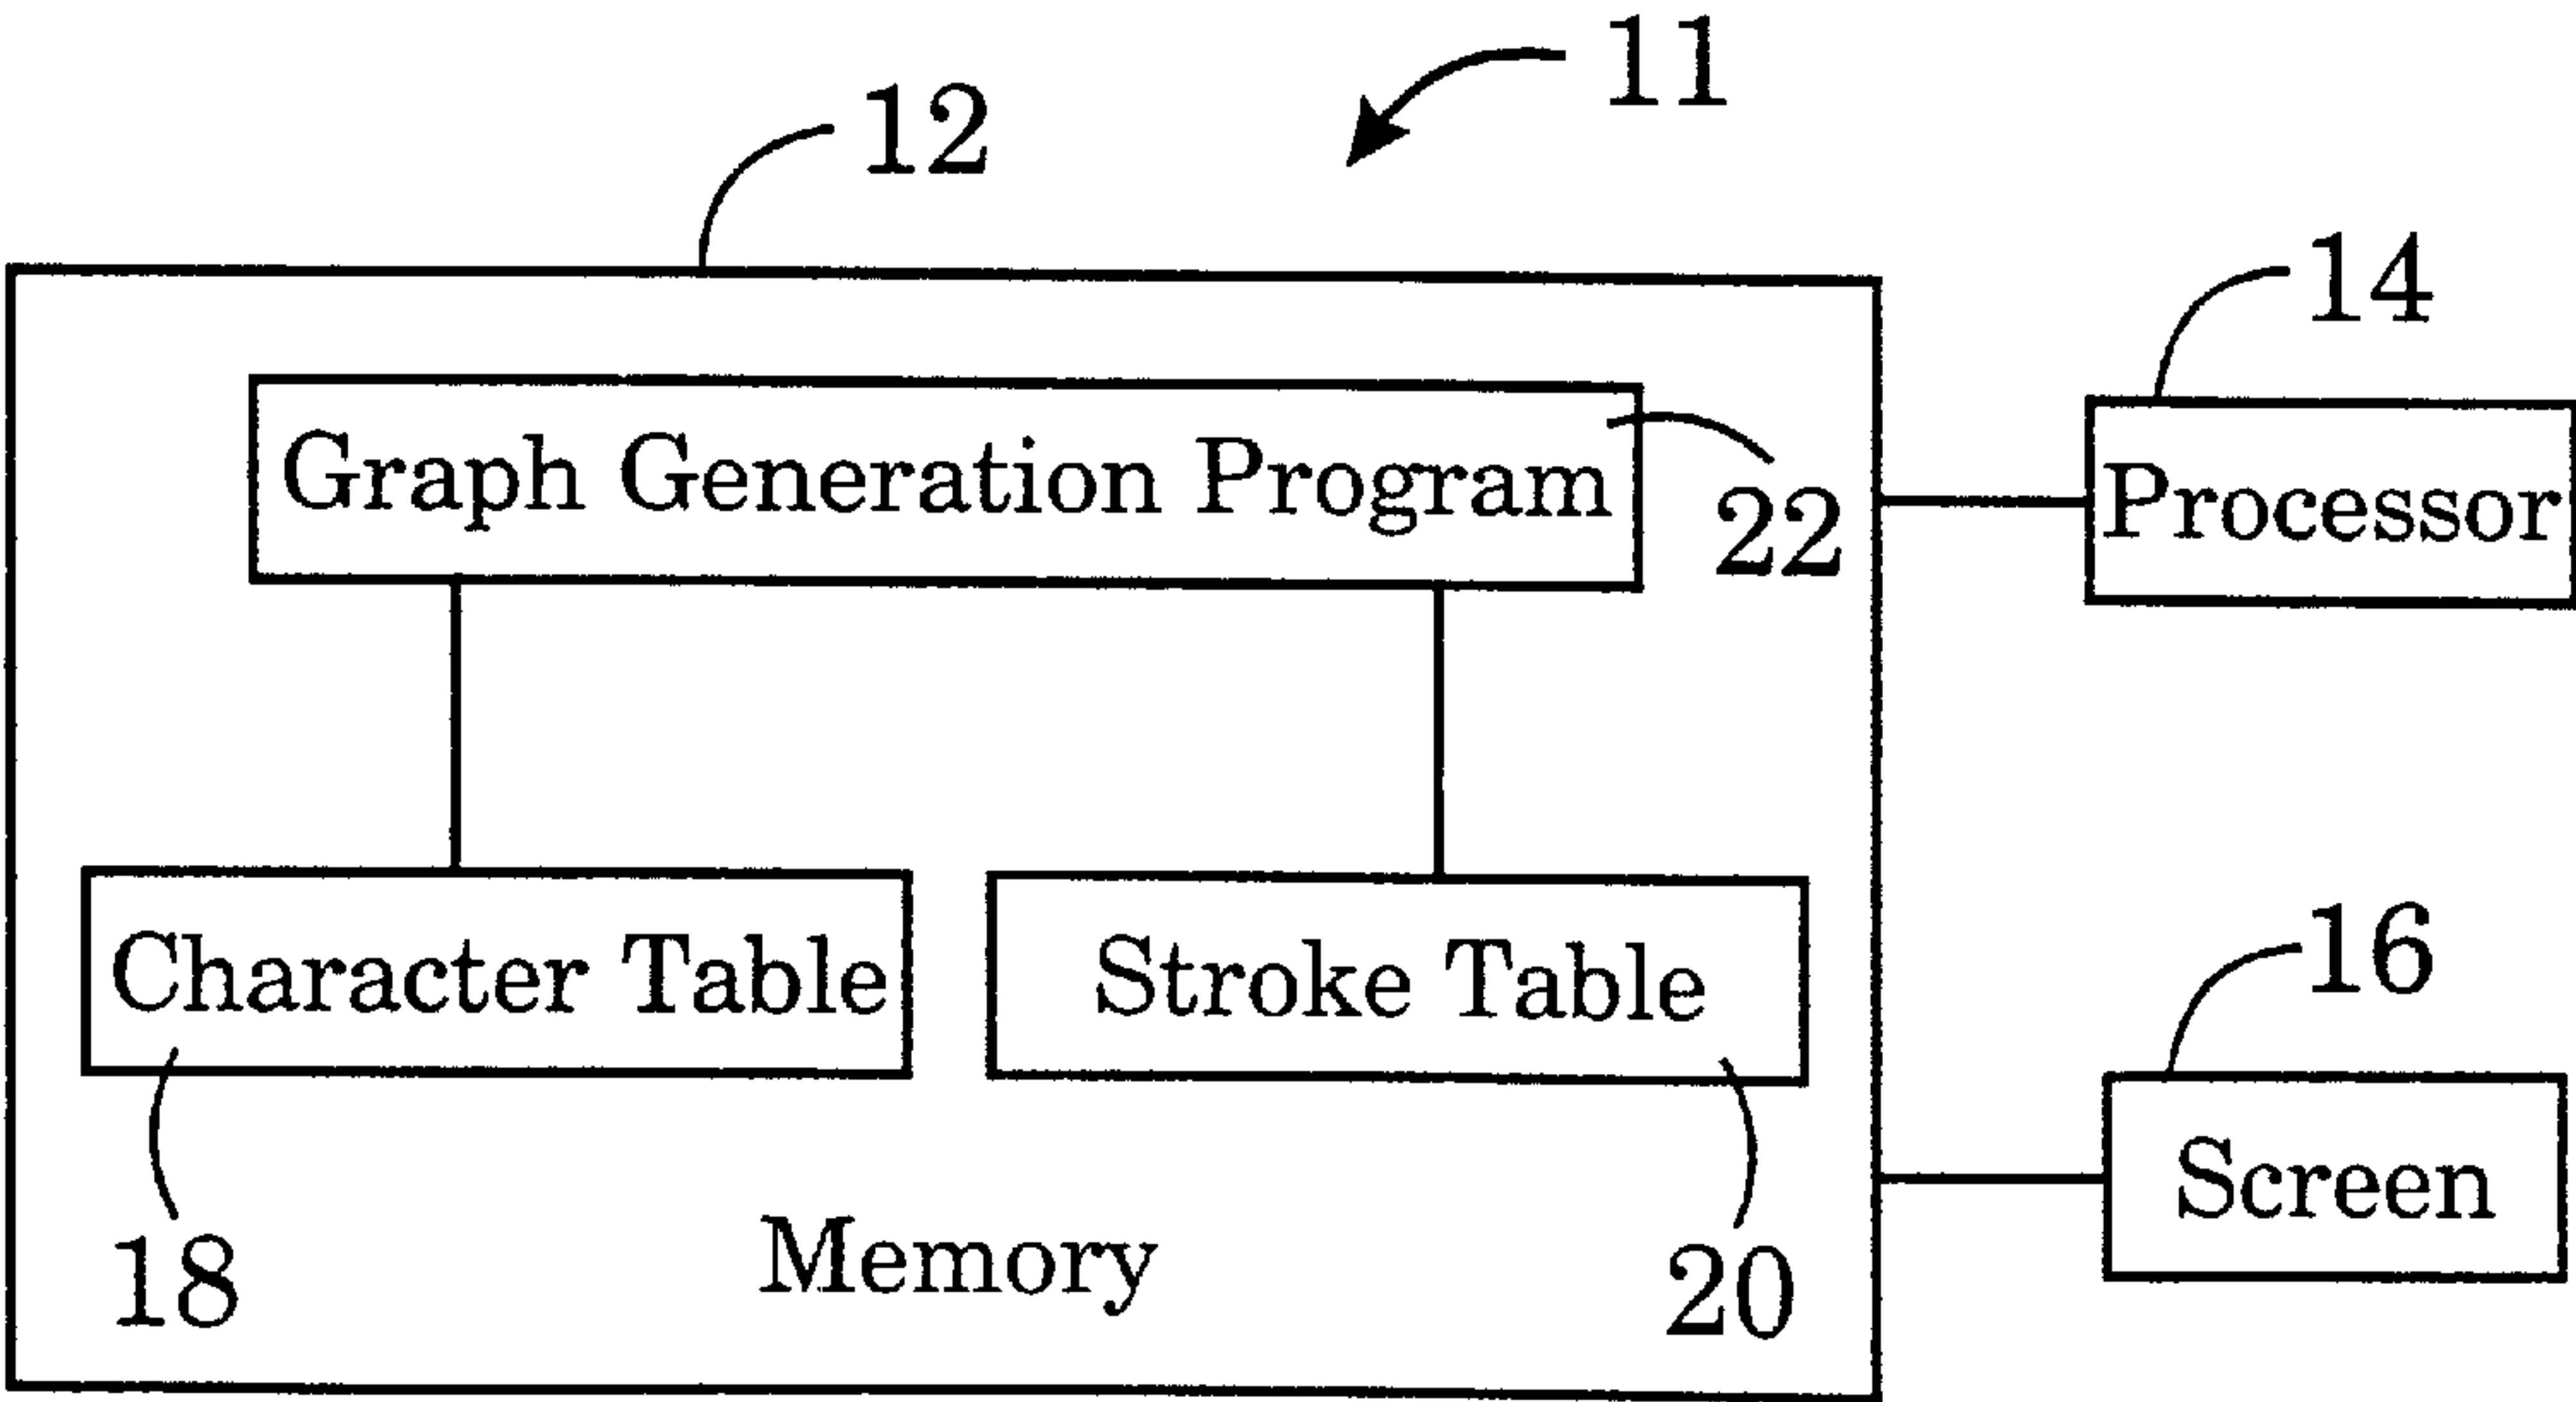 11
12
14
Graph Generation Program
22
Processor
Character Table
Stroke Table
16
Screen
18
Memory
20